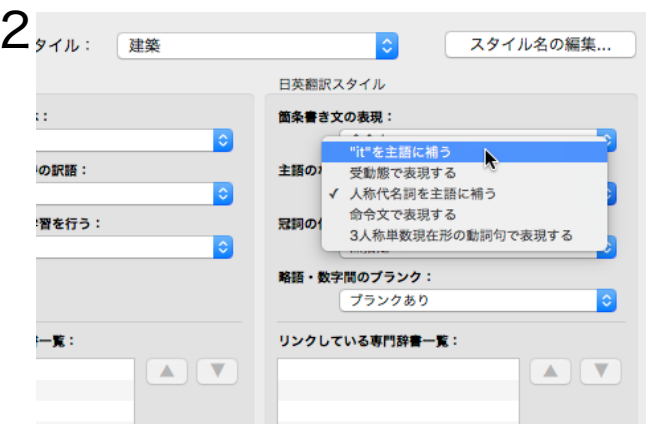 2
タイル：
建築
スタイル名の編集...
日英翻訳スタイル
箇条書き文の表現：
"it"を主語に補う
の訳語：
主語の
受動態で表現する
✓ 人称代名詞を主語に補う
命令文で表現する
習を行う：
冠詞の
3人称単数現在形の動詞句で表現する
略語・数字間のブランク：
ブランクあり
一覧：
リンクしている専門辞書一覧：